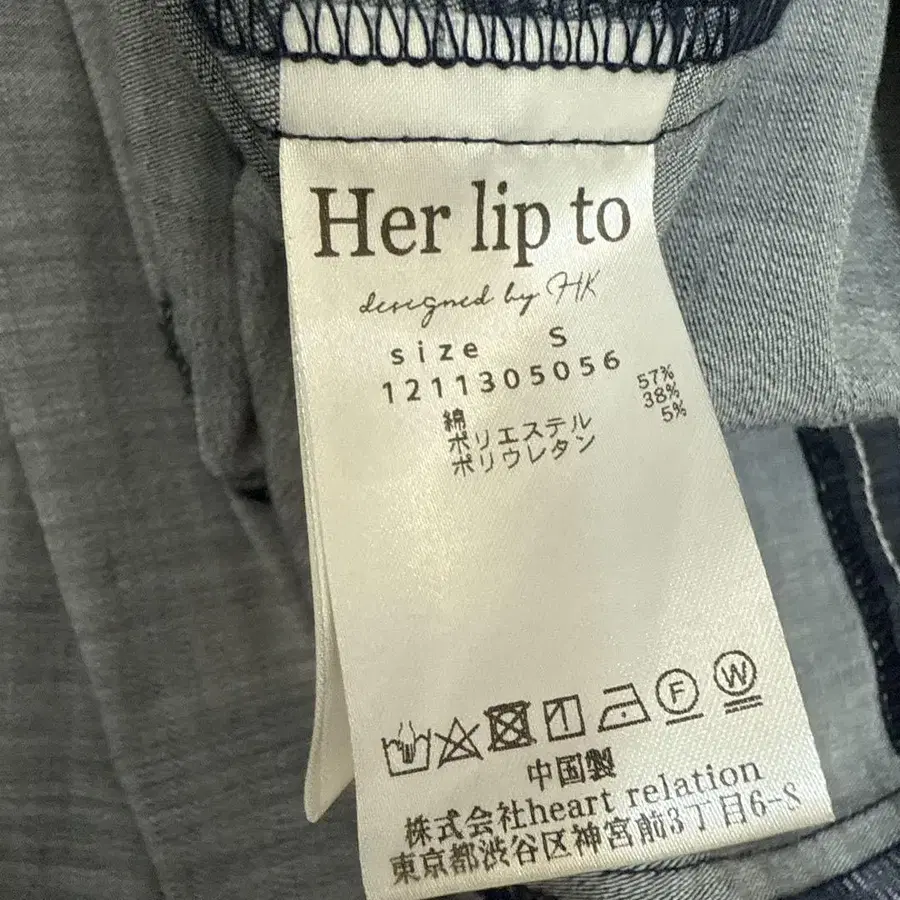 Her lip to
designed by HK
size S
1211305056
綿 57%
ポリエステル 38%
ポリウレタン 5%
F W
中国製
株式会社heart relation
東京都渋谷区神宮前3丁目6-8